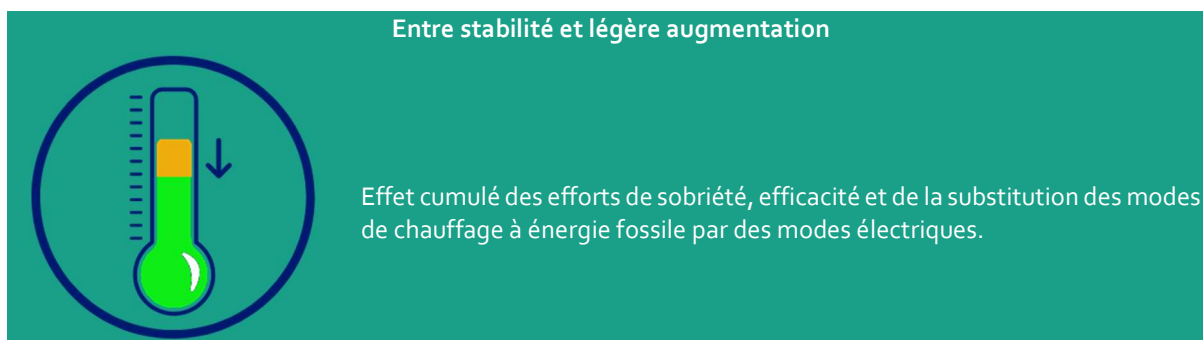 Entre stabilité et légère augmentation
Effet cumulé des efforts de sobriété, efficacité et de la substitution des modes
de chauffage à énergie fossile par des modes électriques.